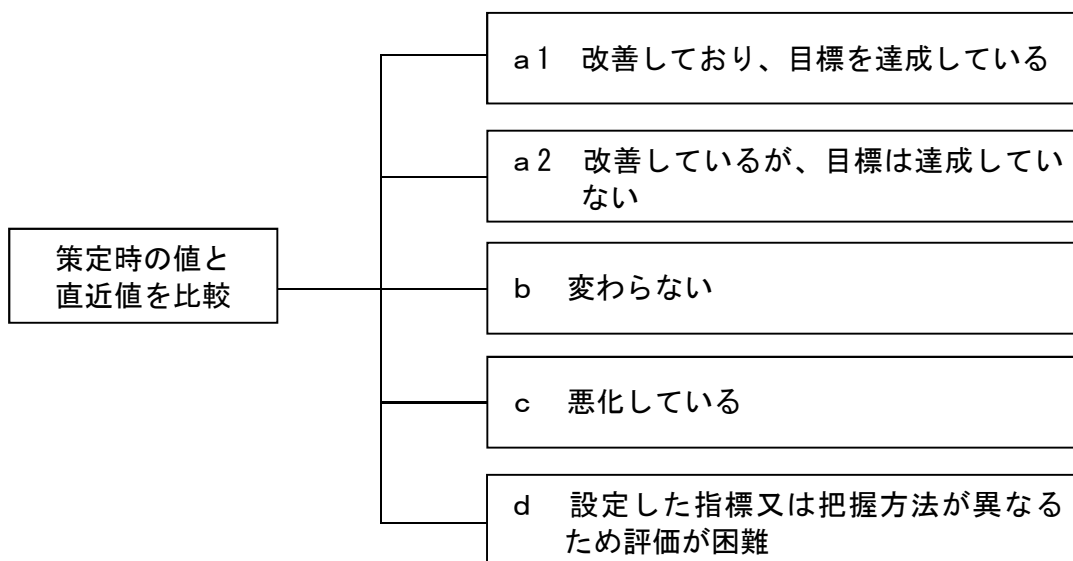 ａ1　改善しており、目標を達成している
ａ2　改善しているが、目標は達成してい
ない
策定時の値と
直近値を比較
ｂ　変わらない
ｃ　悪化している
ｄ　設定した指標又は把握方法が異なる
ため評価が困難